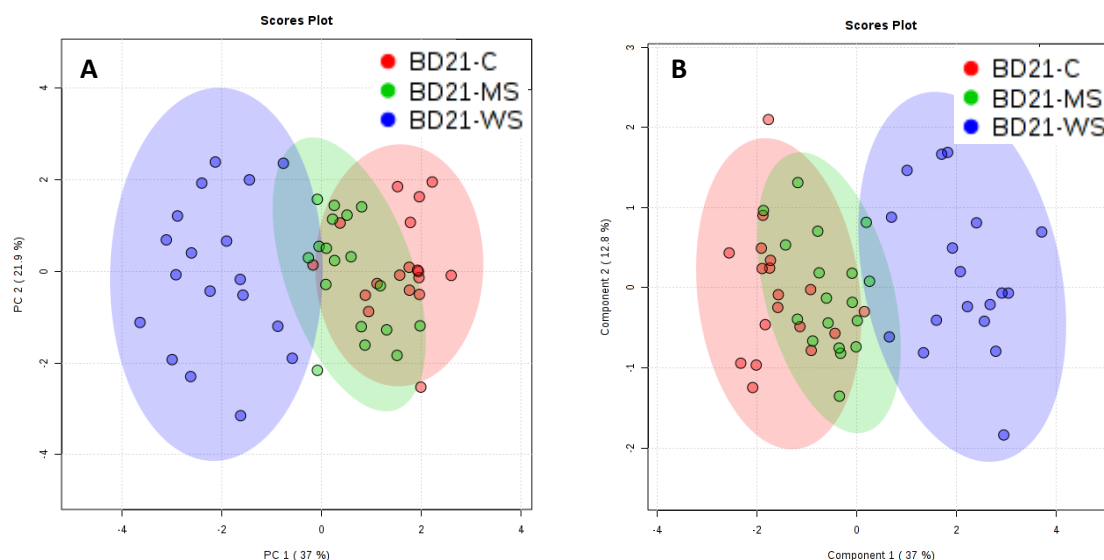 Scores Plot
A
BD21-C
BD21-MS
BD21-WS
4
2
0
-2
-4
PC 2 ( 21.9 %)
-4
-2
0
2
4
PC 1 ( 37 %)
Scores Plot
B
BD21-C
BD21-MS
BD21-WS
3
2
1
0
-1
-2
Component 2 ( 12.8 %)
-4
-2
0
2
4
Component 1 ( 37 %)